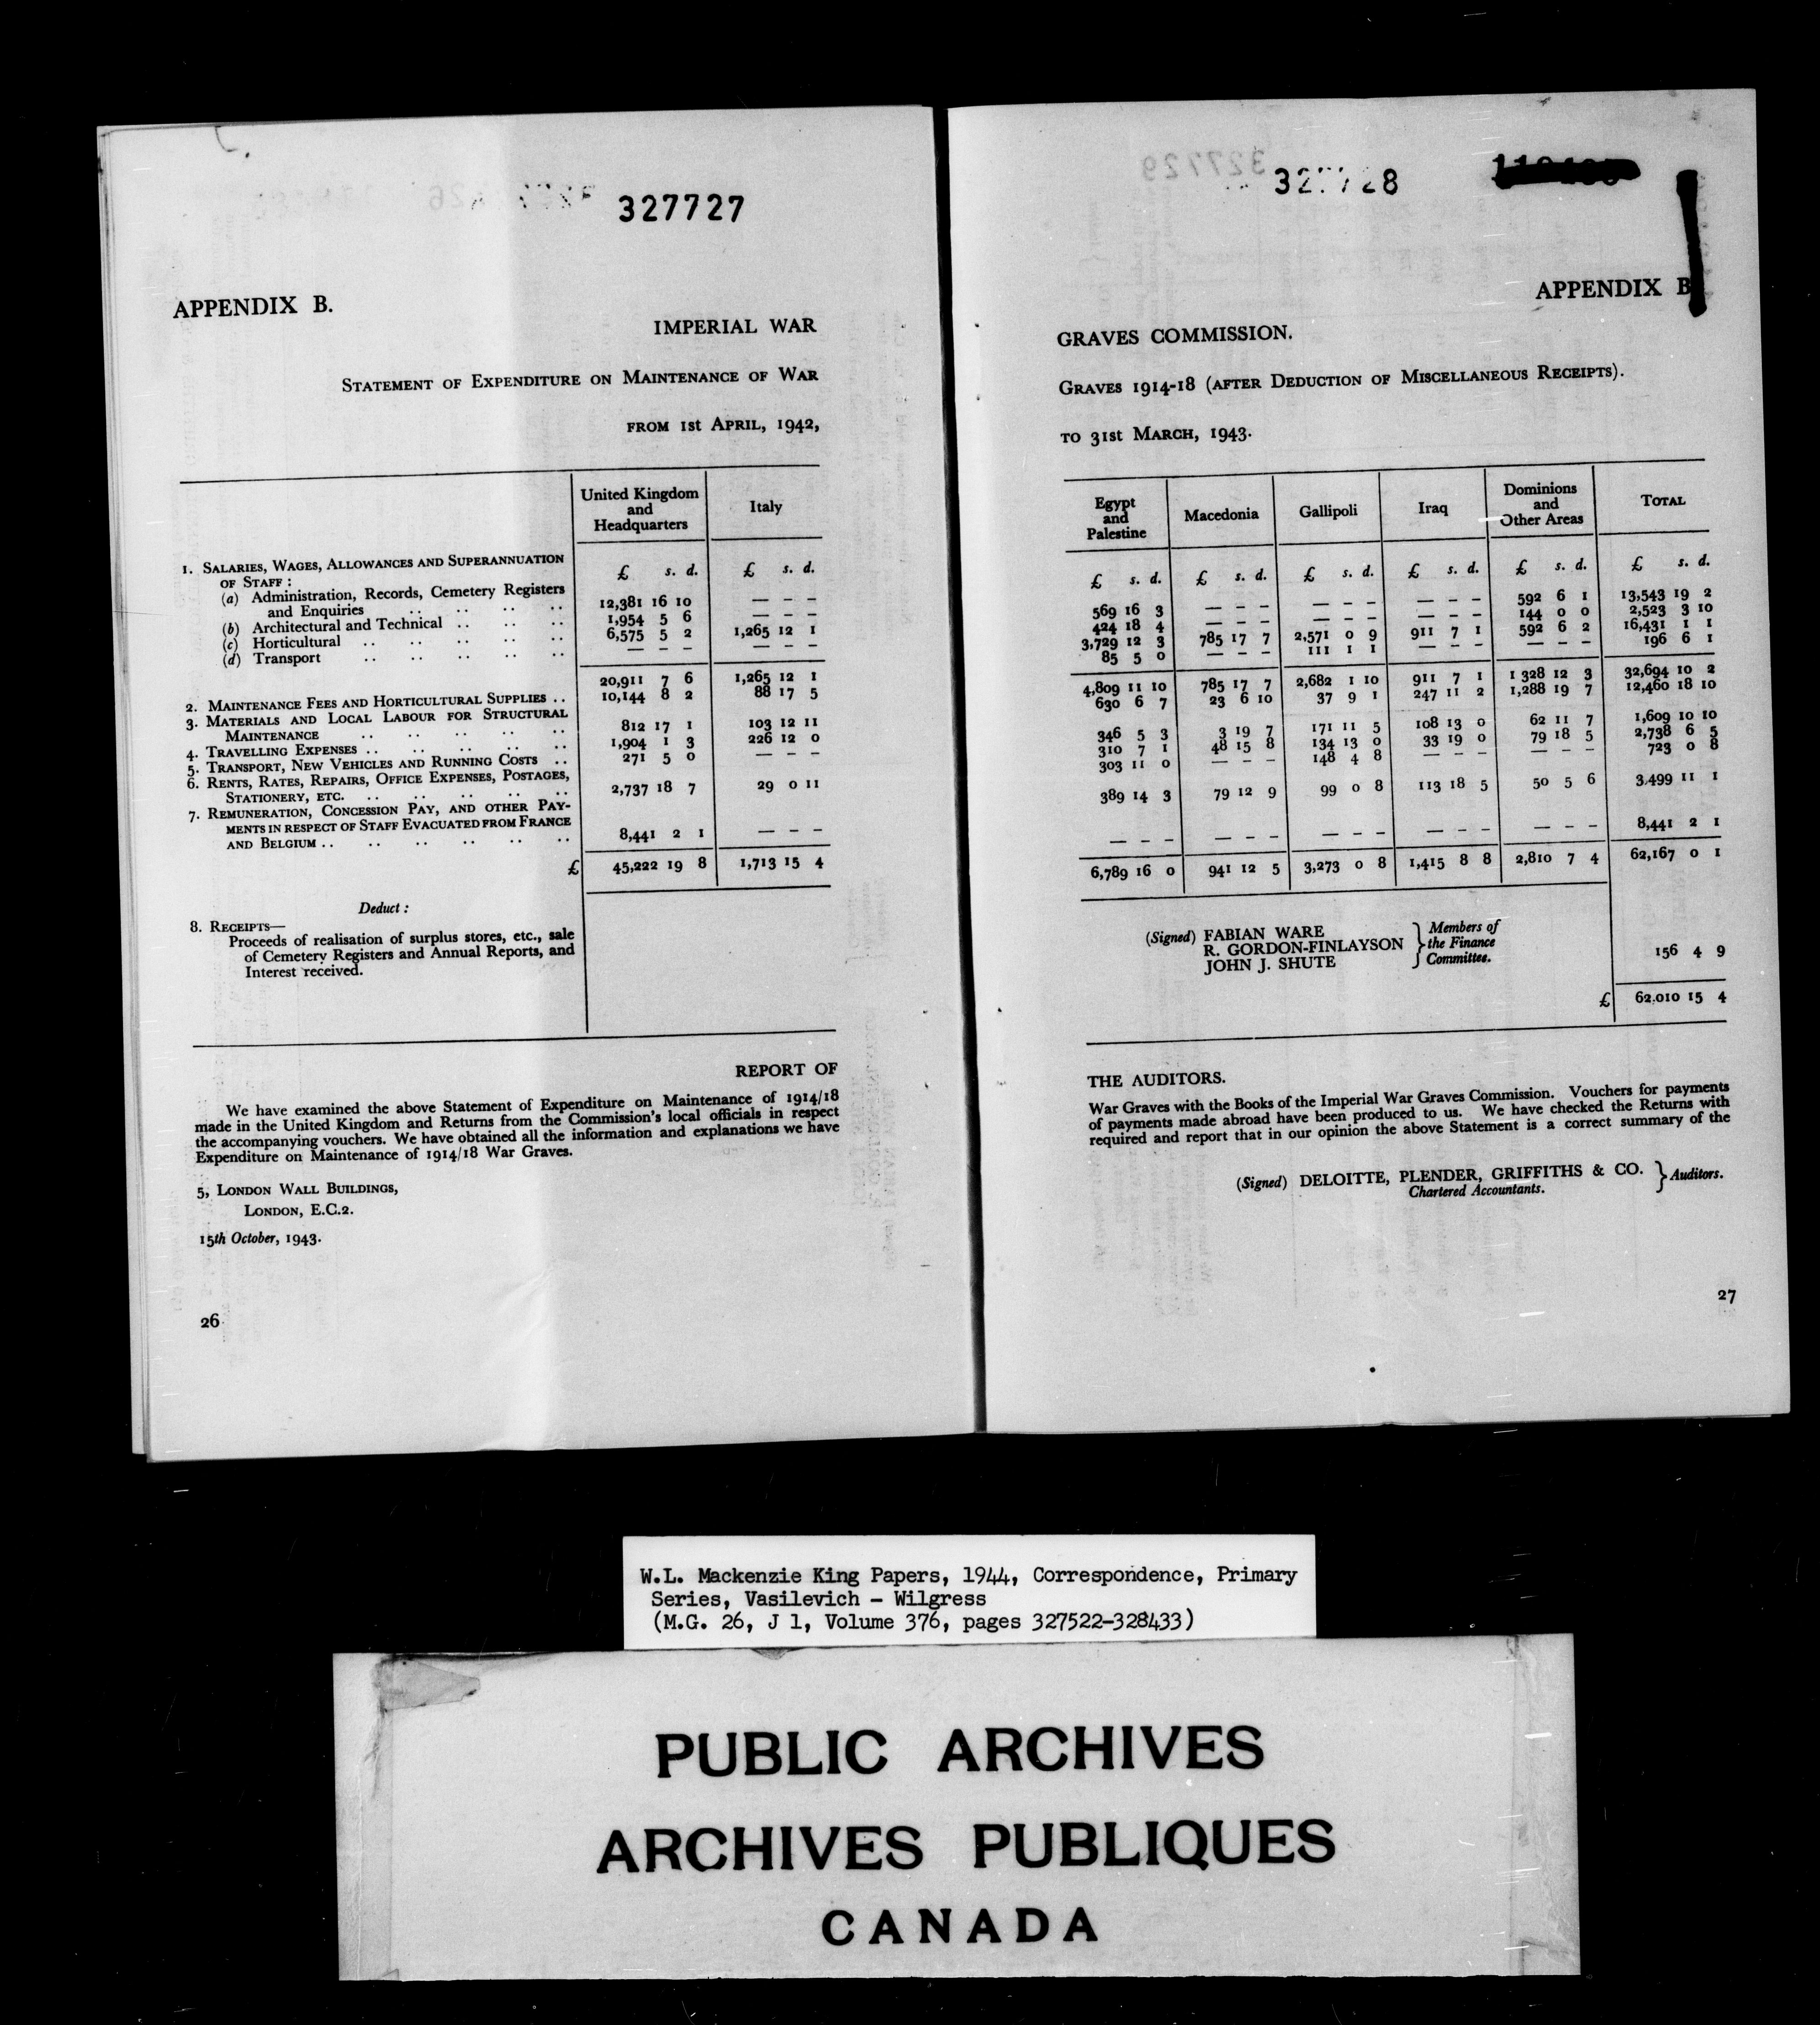 327727
APPENDIX B.
IMPERIAL WAR
STATEMENT OF EXPENDITURE ON MAINTENANCE OF WAR
FROM 1st APRIL, 1942,
United Kingdom and Headquarters | Italy
1. SALARIES, WAGES, ALLOWANCES AND SUPERANNUATION
OF STAFF : | £ s. d. | £ s. d.
(a) Administration, Records, Cemetery Registers
and Enquiries .. .. .. .. | 12,381 16 10 | — — —
(b) Architectural and Technical .. .. .. | 1,954 5 6 | — — —
(c) Horticultural .. .. .. .. .. | 6,575 5 2 | 1,265 12 1
(d) Transport .. .. .. .. .. | — — — | — — —
20,911 7 6 | 1,265 12 1
2. MAINTENANCE FEES AND HORTICULTURAL SUPPLIES .. | 10,144 8 2 | 88 17 5
3. MATERIALS AND LOCAL LABOUR FOR STRUCTURAL
MAINTENANCE .. .. .. .. .. | 812 17 1 | 103 12 11
4. TRAVELLING EXPENSES .. .. .. .. .. | 1,904 1 3 | 226 12 0
5. TRANSPORT, NEW VEHICLES AND RUNNING COSTS .. | 271 5 0 | — — —
6. RENTS, RATES, REPAIRS, OFFICE EXPENSES, POSTAGES,
STATIONERY, ETC. .. .. .. .. .. | 2,737 18 7 | 29 0 11
7. REMUNERATION, CONCESSION PAY, AND OTHER PAY-
MENTS IN RESPECT OF STAFF EVACUATED FROM FRANCE
AND BELGIUM .. .. .. .. .. .. | 8,441 2 1 | — — —
£ | 45,222 19 8 | 1,713 15 4
Deduct :
8. RECEIPTS—
Proceeds of realisation of surplus stores, etc., sale
of Cemetery Registers and Annual Reports, and
Interest received.
REPORT OF
We have examined the above Statement of Expenditure on Maintenance of 1914/18
made in the United Kingdom and Returns from the Commission's local officials in respect
the accompanying vouchers. We have obtained all the information and explanations we have
Expenditure on Maintenance of 1914/18 War Graves.
5, LONDON WALL BUILDINGS,
LONDON, E.C.2.
15th October, 1943.
26
327728
APPENDIX B
GRAVES COMMISSION.
GRAVES 1914-18 (AFTER DEDUCTION OF MISCELLANEOUS RECEIPTS).
TO 31st MARCH, 1943.
Egypt and Palestine | Macedonia | Gallipoli | Iraq | Dominions and Other Areas | TOTAL
£ s. d. | £ s. d. | £ s. d. | £ s. d. | £ s. d. | £ s. d.
569 16 3 | — — — | — — — | — — — | 592 6 1 | 13,543 19 2
424 18 4 | — — — | — — — | — — — | 144 0 0 | 2,523 3 10
3,729 12 3 | 785 17 7 | 2,571 0 9 | 911 7 1 | 592 6 2 | 16,431 1 1
85 5 0 | — — — | 111 1 1 | — — — | — — — | 196 6 1
4,809 11 10 | 785 17 7 | 2,682 1 10 | 911 7 1 | 1 328 12 3 | 32,694 10 2
630 6 7 | 23 6 10 | 37 9 1 | 247 11 2 | 1,288 19 7 | 12,460 18 10
346 5 3 | 3 19 7 | 171 11 5 | 108 13 0 | 62 11 7 | 1,609 10 10
310 7 1 | 48 15 8 | 134 13 0 | 33 19 0 | 79 18 5 | 2,738 6 5
303 11 0 | — — — | 148 4 8 | — — — | — — — | 723 0 8
389 14 3 | 79 12 9 | 99 0 8 | 113 18 5 | 50 5 6 | 3.499 11 1
— — — | — — — | — — — | — — — | — — — | 8,441 2 1
6,789 16 0 | 941 12 5 | 3,273 0 8 | 1,415 8 8 | 2,810 7 4 | 62,167 0 1
(Signed) FABIAN WARE
R. GORDON-FINLAYSON
JOHN J. SHUTE
Members of
the Finance
Committee.
156 4 9
£ 62.010 15 4
THE AUDITORS.
War Graves with the Books of the Imperial War Graves Commission. Vouchers for payments
of payments made abroad have been produced to us. We have checked the Returns with
required and report that in our opinion the above Statement is a correct summary of the
(Signed) DELOITTE, PLENDER, GRIFFITHS & CO. } Auditors.
Chartered Accountants.
27
W.L. Mackenzie King Papers, 1944, Correspondence, Primary
Series, Vasilevich – Wilgress
(M.G. 26, J 1, Volume 376, pages 327522-328433)
PUBLIC ARCHIVES
ARCHIVES PUBLIQUES
CANADA